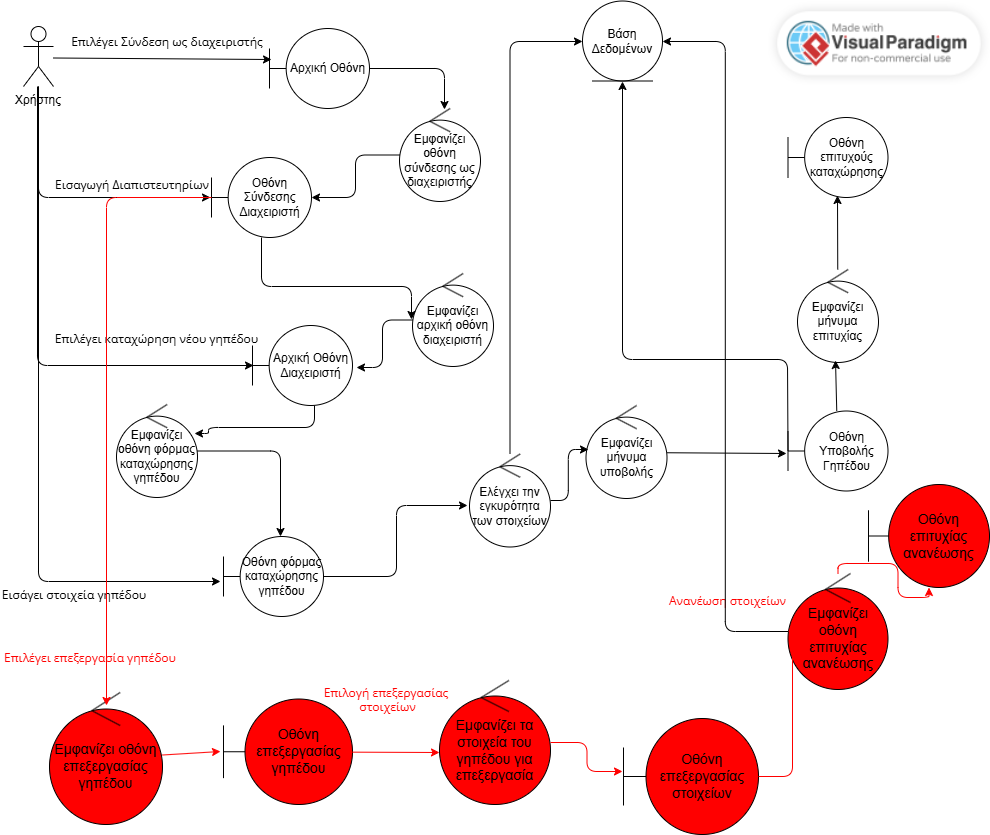 Επιλέγει Σύνδεση ως διαχειριστής
Χρήστης
Αρχική Οθόνη
Βάση
Δεδομένων
Made with
VisualParadigm
For non-commercial use
Εμφανίζει
οθόνη
σύνδεσης ως
διαχειριστής
Οθόνη
επιτυχούς
καταχώρησης
Εισαγωγή Διαπιστευτηρίων
Οθόνη
Σύνδεσης
Διαχειριστή
Εμφανίζει
αρχική οθόνη
διαχειριστή
Εμφανίζει
μήνυμα
επιτυχίας
Επιλέγει καταχώρηση νέου γηπέδου
Αρχική Οθόνη
Διαχειριστή
Εμφανίζει
οθόνη φόρμας
καταχώρησης
γηπέδου
Εμφανίζει
μήνυμα
υποβολής
Οθόνη
Υποβολής
Γηπέδου
Ελέγχει την
εγκυρότητα
των στοιχείων
Οθόνη φόρμας
καταχώρησης
γηπέδου
Εισάγει στοιχεία γηπέδου
Οθόνη
επιτυχίας
ανανέωσης
Ανανέωση στοιχείων
Εμφανίζει
οθόνη
επιτυχίας
ανανέωσης
Επιλέγει επεξεργασία γηπέδου
Εμφανίζει οθόνη
επεξεργασίας
γηπέδου
Οθόνη
επεξεργασίας
γηπέδου
Επιλογή επεξεργασίας
στοιχείων
Εμφανίζει τα
στοιχεία του
γηπέδου για
επεξεργασία
Οθόνη
επεξεργασίας
στοιχείων